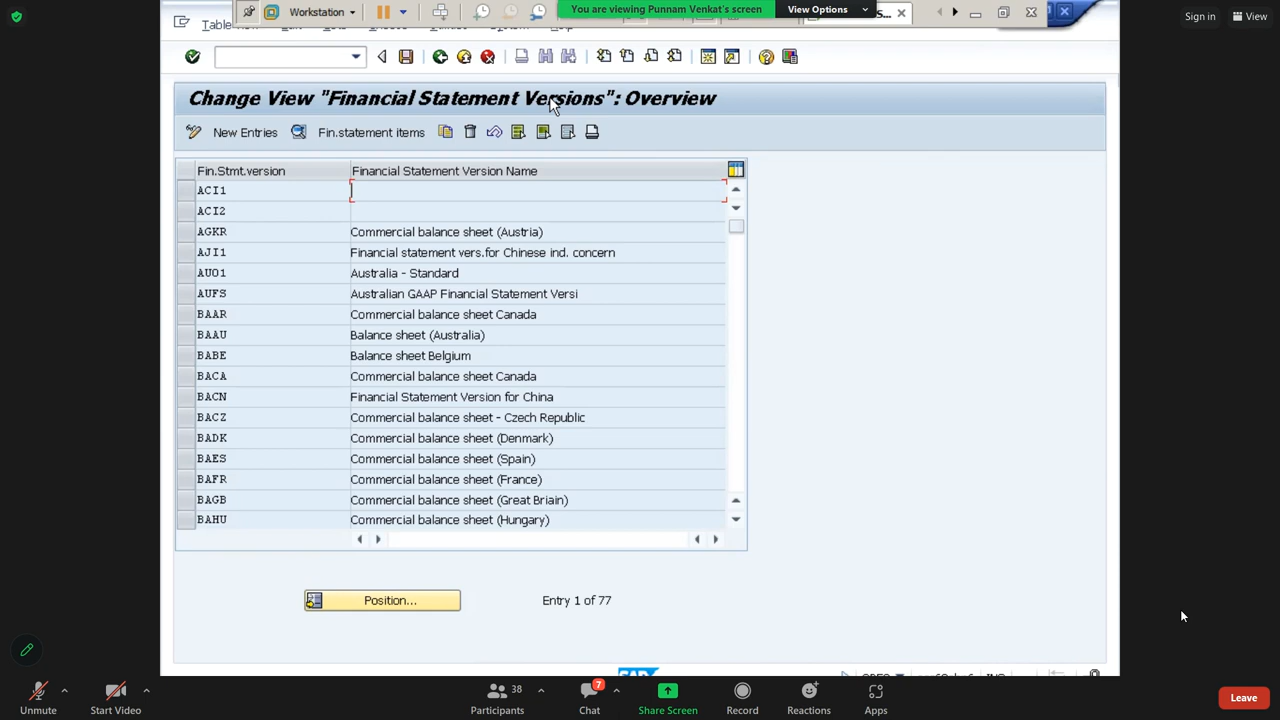 Workstation
You are viewing Punnam Venkat's screen
View Options
S...
Sign in
View
Change View "Financial Statement Versions": Overview
New Entries
Fin.statement items
Fin.Stmt.version Financial Statement Version Name
ACI1
ACI2
AGKR Commercial balance sheet (Austria)
AJI1 Financial statement vers.for Chinese ind. concern
AUO1 Australia - Standard
AUFS Australian GAAP Financial Statement Versi
BAAR Commercial balance sheet Canada
BAAU Balance sheet (Australia)
BABE Balance sheet Belgium
BACA Commercial balance sheet Canada
BACN Financial Statement Version for China
BACZ Commercial balance sheet - Czech Republic
BADK Commercial balance sheet (Denmark)
BAES Commercial balance sheet (Spain)
BAFR Commercial balance sheet (France)
BAGB Commercial balance sheet (Great Briain)
BAHU Commercial balance sheet (Hungary)
Position...
Entry 1 of 77
38
7
Unmute
Start Video
Participants
Chat
Share Screen
Record
Reactions
Apps
Leave